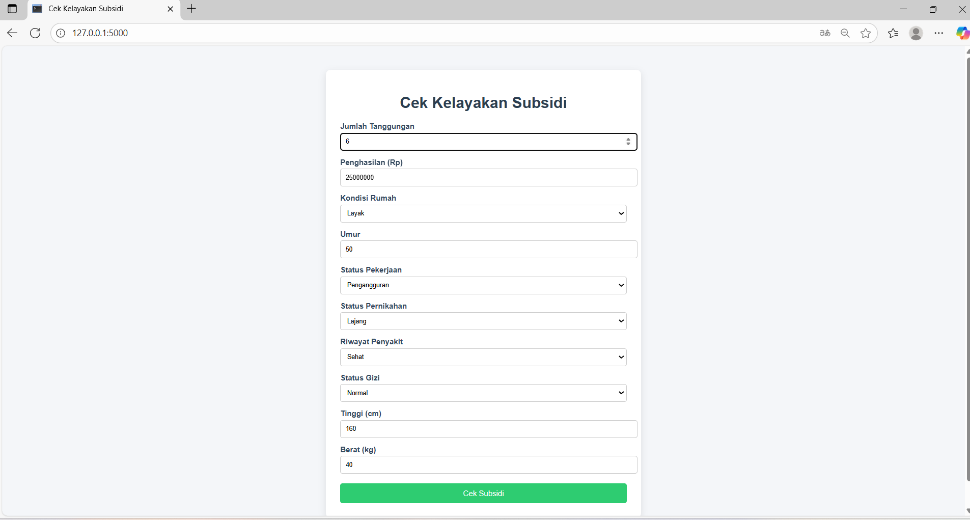 Cek Kelayakan Subsidi
127.0.0.1:5000
Cek Kelayakan Subsidi
Jumlah Tanggungan
6
Penghasilan (Rp)
25000000
Kondisi Rumah
Layak
Umur
50
Status Pekerjaan
Pengangguran
Status Pernikahan
Lajang
Riwayat Penyakit
Sehat
Status Gizi
Normal
Tinggi (cm)
160
Berat (kg)
40
Cek Subsidi